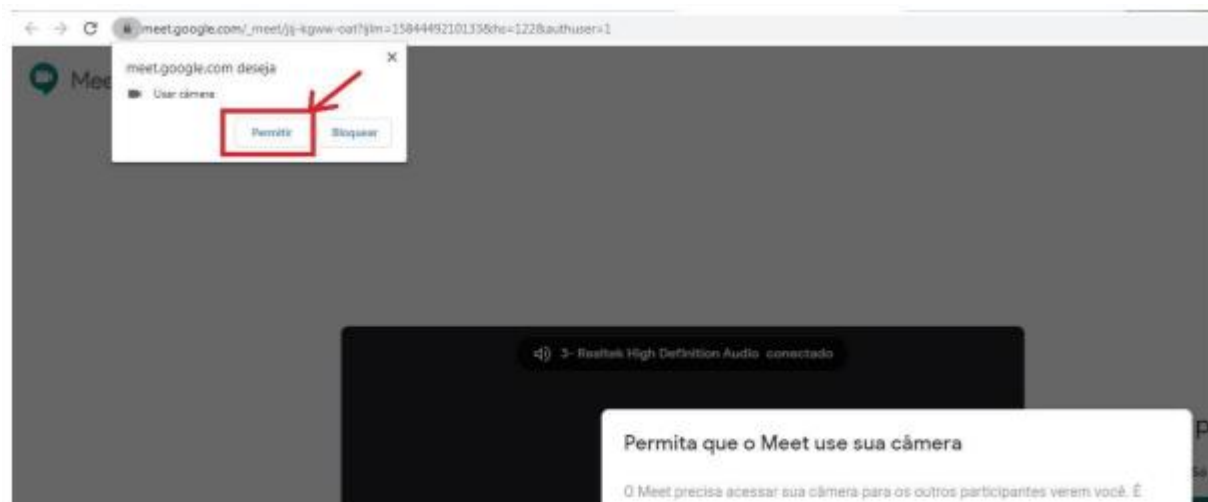 meet.google.com/_meet/jij-kgww-oat?ijlm=1584449210133&hs=122&authuser=1
meet.google.com deseja
Mee
Usar câmera
Permitir Bloquear
3- Realtek High Definition Audio conectado
Permita que o Meet use sua câmera
O Meet precisa acessar sua câmera para os outros participantes verem você. É